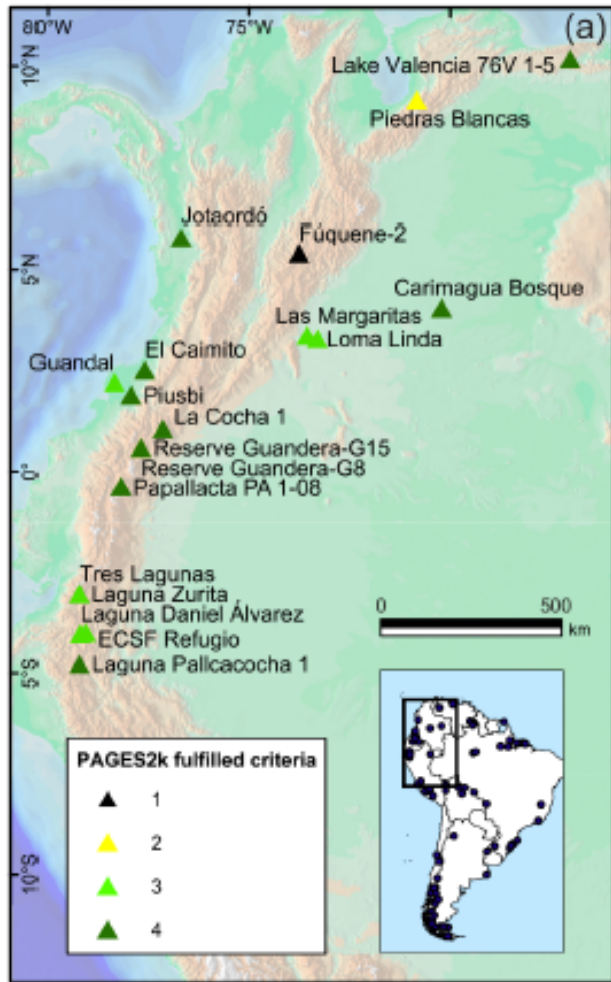 80°W
75°W
(a)
10°N
Lake Valencia 76V 1-5
Piedras Blancas
Jotaordó
Fúquene-2
5°N
Carimagua Bosque
Las Margaritas
Loma Linda
El Caimito
Guandal
Piusbi
La Cocha 1
Reserve Guandera-G15
0°
Reserve Guandera-G8
Papallacta PA 1-08
Tres Lagunas
Laguna Zurita
Laguna Daniel Álvarez
ECSF Refugio
Laguna Pallcacocha 1
5°S
0 500
km
PAGES2k fulfilled criteria
1
2
3
4
10°S